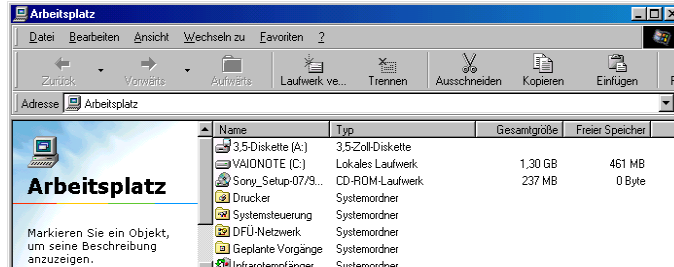 Arbeitsplatz
Datei Bearbeiten Ansicht Wechseln zu Favoriten ?
Zurück Vorwärts Aufwärts Laufwerk ve... Trennen Ausschneiden Kopieren Einfügen
Adresse Arbeitsplatz
Name Typ Gesamtgröße Freier Speicher
3,5-Diskette (A:) 3,5-Zoll-Diskette
VAIONOTE (C:) Lokales Laufwerk 1,30 GB 461 MB
Sony_Setup-07/9... CD-ROM-Laufwerk 237 MB 0 Byte
Drucker Systemordner
Systemsteuerung Systemordner
DFÜ-Netzwerk Systemordner
Geplante Vorgänge Systemordner
Infrarotempfänger Systemordner
Arbeitsplatz
Markieren Sie ein Objekt,
um seine Beschreibung
anzuzeigen.